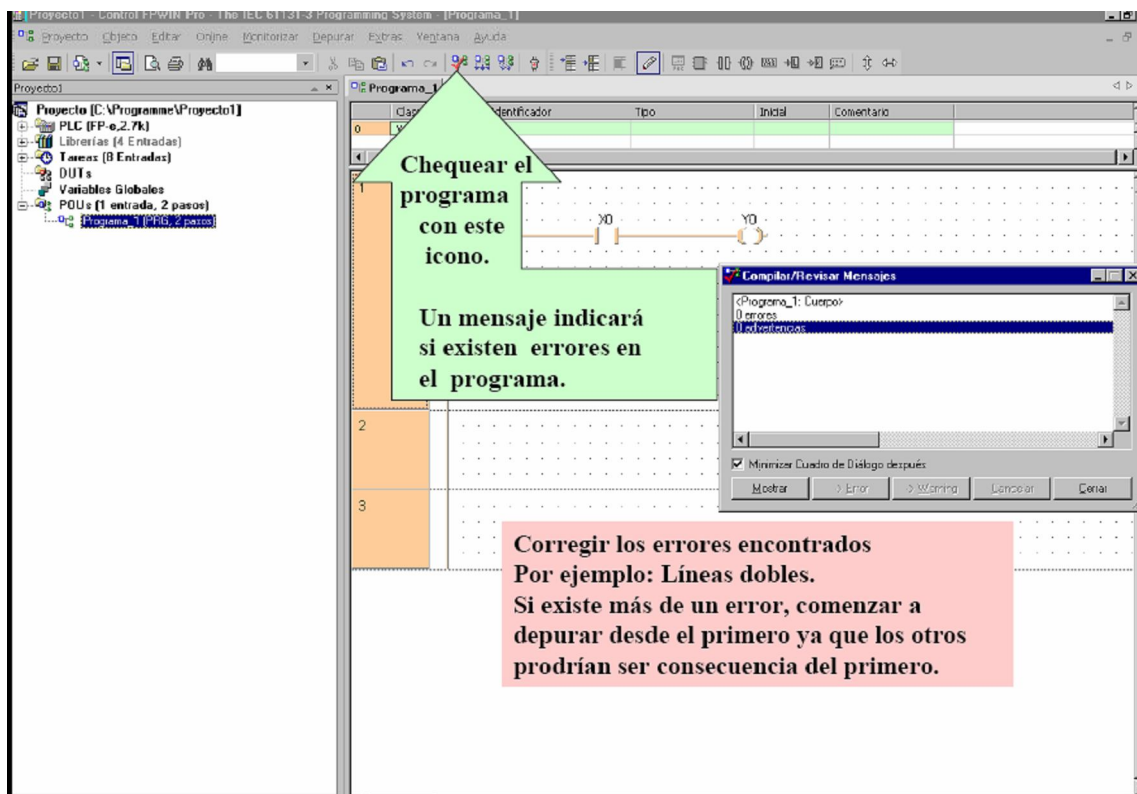 Proyecto1 - Control FPWIN Pro - The IEC 61131-3 Programming System - [Programa_1]
Proyecto Objeto Editar Online Monitorizar Depurar Extras Ventana Ayuda
Proyecto1
Proyecto [C:\Programme\Proyecto1]
PLC (FP-e,2.7k)
Librerías (4 Entradas)
Tareas (8 Entradas)
DUTs
Variables Globales
POUs (1 entrada, 2 pasos)
Programa_1 (PRG, 2 pasos)
Programa_1
Clas dentificador Tipo Inicial Comentario
0 V
1
X0 Y0
Chequear el
programa
con este
icono.
Un mensaje indicará
si existen errores en
el programa.
Compilar/Revisar Mensajes
<Programa_1: Cuerpo>
0 errores
0 advertencias
Minimizar Cuadro de Diálogo después
Mostrar > Error > Warning Cancelar Cerrar
2
3
Corregir los errores encontrados
Por ejemplo: Líneas dobles.
Si existe más de un error, comenzar a
depurar desde el primero ya que los otros
prodrían ser consecuencia del primero.